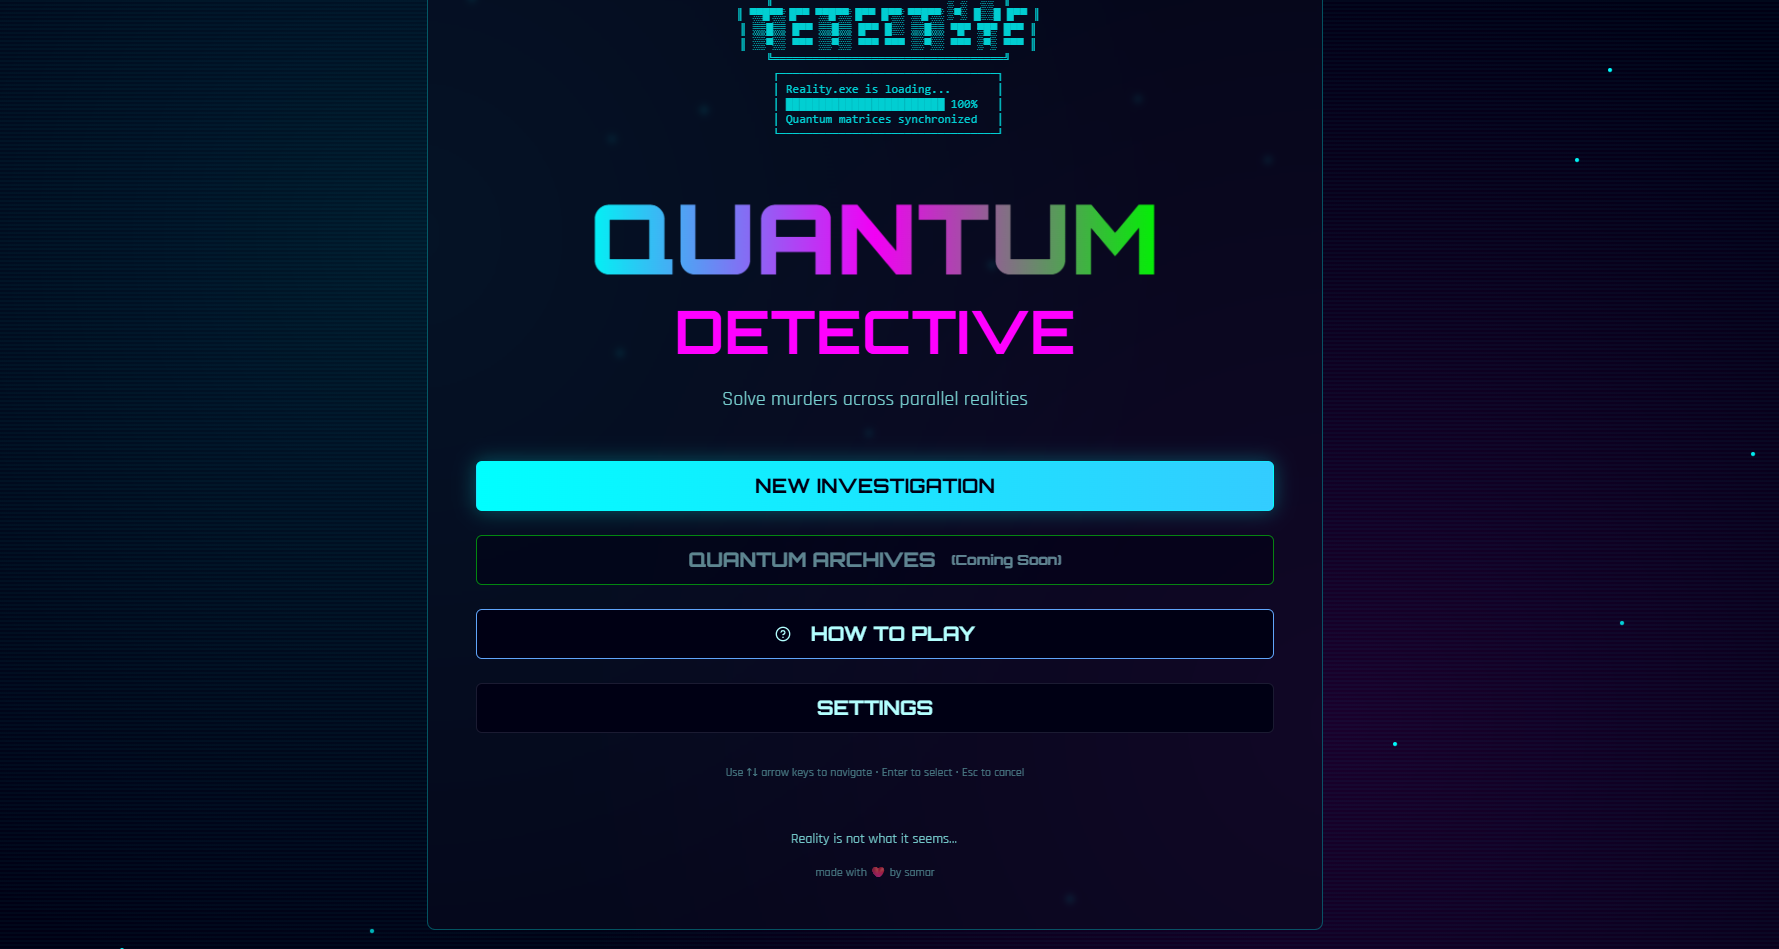 Reality.exe is loading...
100%
Quantum matrices synchronized
QUANTUM
DETECTIVE
Solve murders across parallel realities
NEW INVESTIGATION
QUANTUM ARCHIVES (Coming Soon)
HOW TO PLAY
SETTINGS
Use ↑↓ arrow keys to navigate • Enter to select • Esc to cancel
Reality is not what it seems...
made with ❤️ by samar